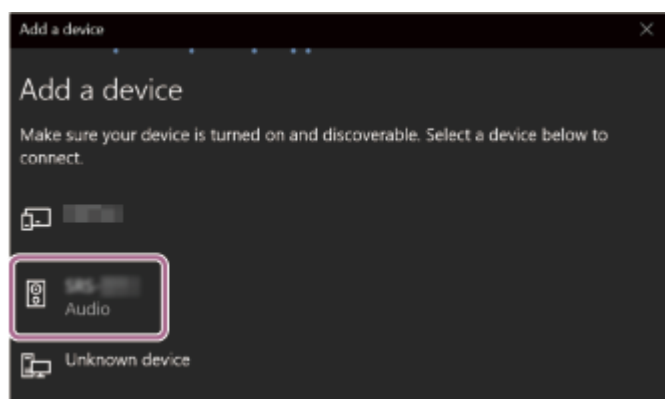 Add a device
Add a device
Make sure your device is turned on and discoverable. Select a device below to
connect.
Audio
Unknown device